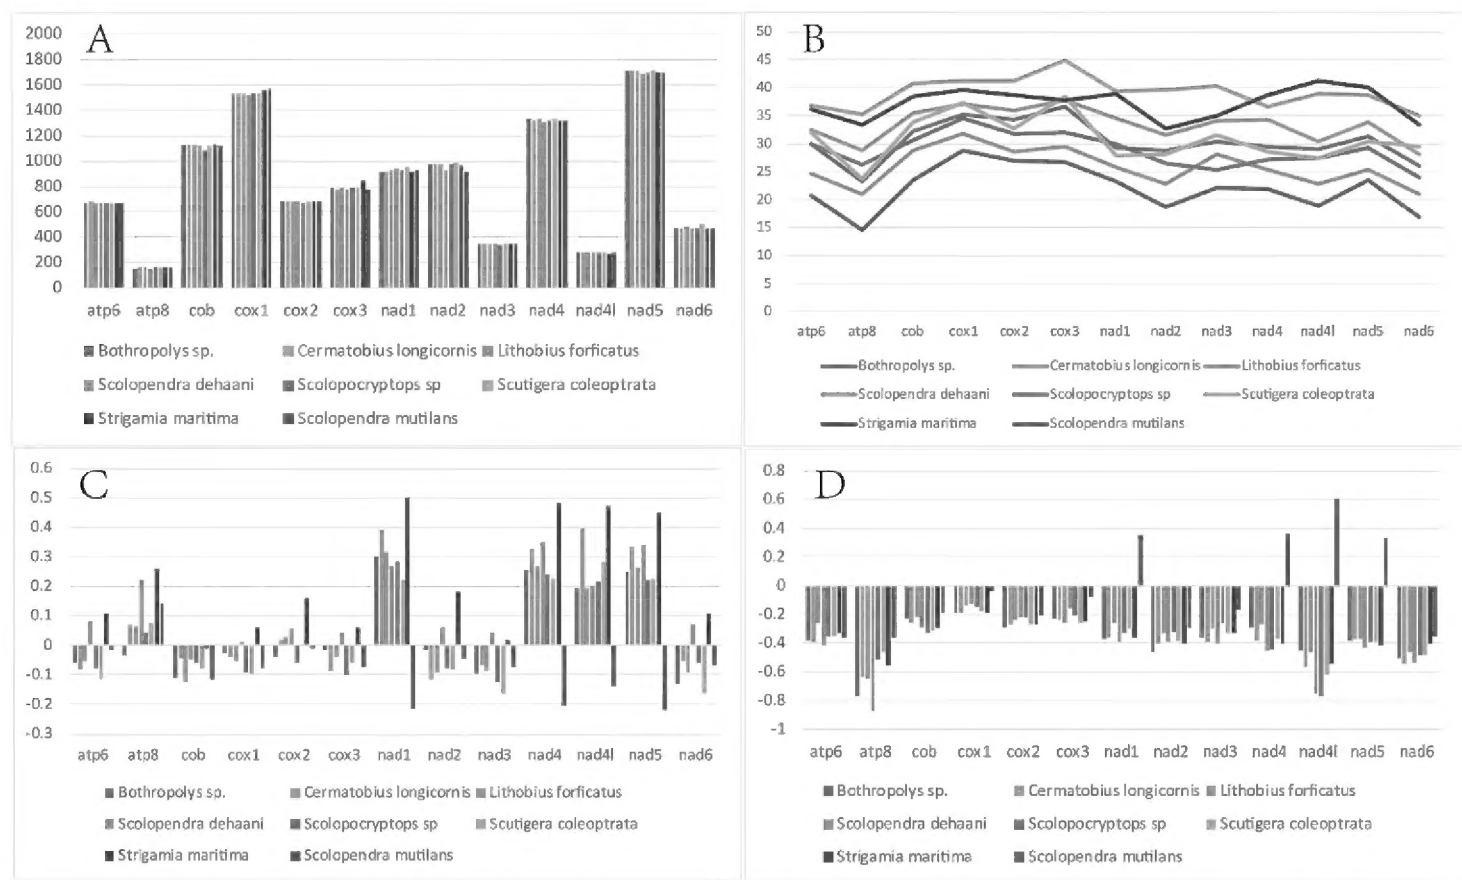 A
2000
1800
1600
1400
1200
1000
800
600
400
200
0
atp6 atp8 cob cox1 cox2 cox3 nad1 nad2 nad3 nad4 nad4l nad5 nad6
Bothropolys sp. Cermatobius longicornis Lithobius forficatus
Scolopendra dehaani Scolopocryptops sp Scutigera coleoptrata
Strigamia maritima Scolopendra mutilans
B
50
45
40
35
30
25
20
15
10
5
0
atp6 atp8 cob cox1 cox2 cox3 nad1 nad2 nad3 nad4 nad4l nad5 nad6
Bothropolys sp. Cermatobius longicornis Lithobius forficatus
Scolopendra dehaani Scolopocryptops sp Scutigera coleoptrata
Strigamia maritima Scolopendra mutilans
C
0.6
0.5
0.4
0.3
0.2
0.1
0
-0.1
-0.2
-0.3
atp6 atp8 cob cox1 cox2 cox3 nad1 nad2 nad3 nad4 nad4l nad5 nad6
Bothropolys sp. Cermatobius longicornis Lithobius forficatus
Scolopendra dehaani Scolopocryptops sp Scutigera coleoptrata
Strigamia maritima Scolopendra mutilans
D
0.8
0.6
0.4
0.2
0
-0.2
-0.4
-0.6
-0.8
-1
atp6 atp8 cob cox1 cox2 cox3 nad1 nad2 nad3 nad4 nad4l nad5 nad6
Bothropolys sp. Cermatobius longicornis Lithobius forficatus
Scolopendra dehaani Scolopocryptops sp Scutigera coleoptrata
Strigamia maritima Scolopendra mutilans